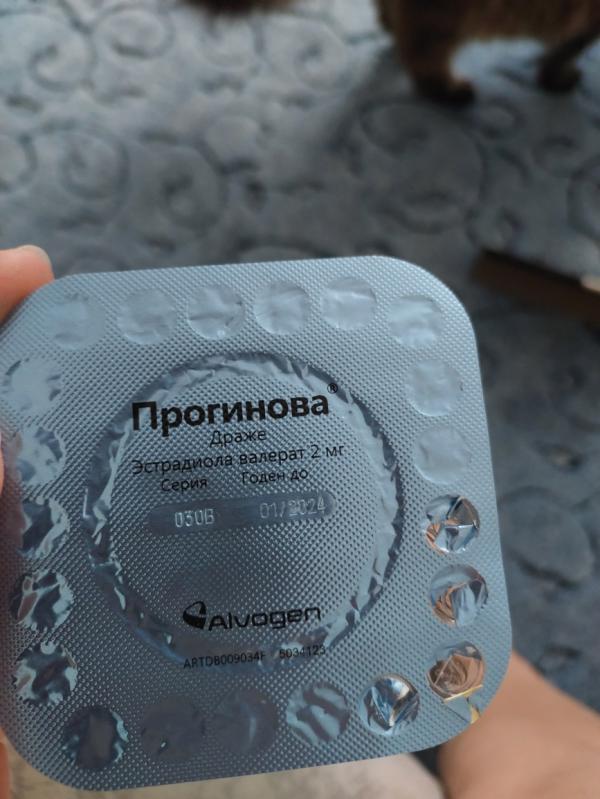 Прогинова®
Драже
Эстрадиола валерат 2 мг
Серия Годен до
030B 01/2024
Alvogen
ARTDB009034F 5034123